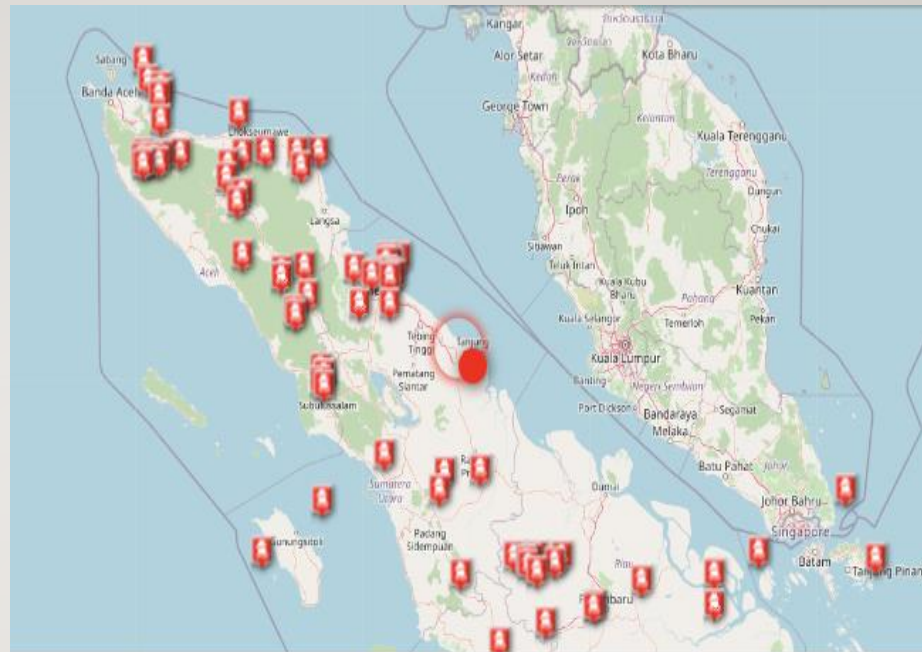 Kangar
Alor Setar
Kota Bharu
Kedah
Sabang
Banda Aceh
George Town
Kelantan
Lhokseumawe
Kuala Terengganu
Perak
Terengganu
Dungun
Ipoh
Langsa
Chukai
Sitiawan
Teluk Intan
Aceh
Kuala Kubu
Bharu
Pahang
Kuantan
Kuala Selangor
Temerloh
Pekan
Tebing
Tinggi
Tanjung
Kuala Lumpur
Pematang
Siantar
Banting
Negeri Sembilan
Port Dickson
Segamat
Subulussalam
Bandaraya
Melaka
Batu Pahat
Johor
Sumatera
Utara
Dumai
Johor Bahru
Singapore
Padang
Sidempuan
Gunungsitoli
Riau
Batam
Tanjung Pinang